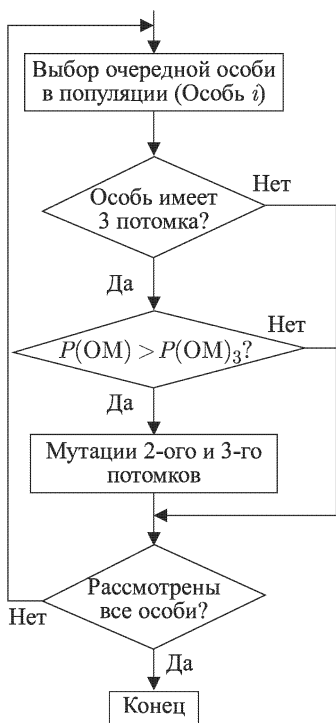 Выбор очередной особи
в популяции (Особь i)
Особь имеет
3 потомка?
Нет
Да
P(ОМ) > P(ОМ)₃?
Нет
Да
Мутации 2-ого и 3-го
потомков
Рассмотрены
все особи?
Нет
Да
Конец